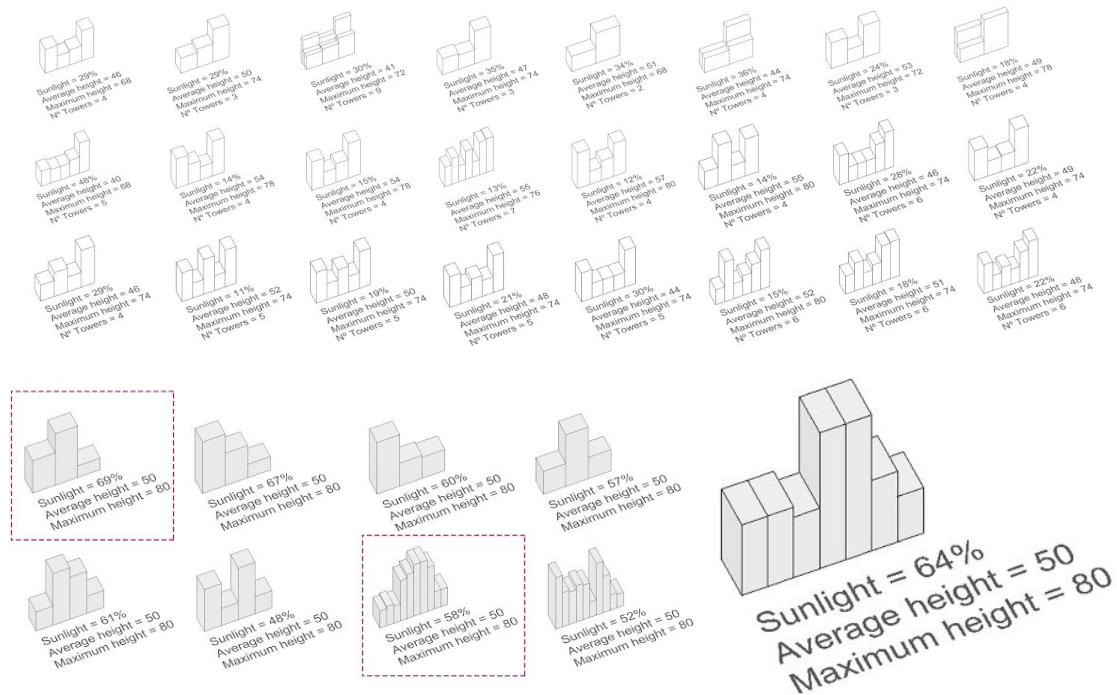 Sunlight = 29%
Average height = 46
Maximum height = 68
Nº Towers = 4
Sunlight = 29%
Average height = 50
Maximum height = 74
Nº Towers = 3
Sunlight = 30%
Average height = 41
Maximum height = 72
Nº Towers = 9
Sunlight = 35%
Average height = 47
Maximum height = 74
Nº Towers = 3
Sunlight = 34%
Average height = 51
Maximum height = 68
Nº Towers = 2
Sunlight = 36%
Average height = 44
Maximum height = 74
Nº Towers = 4
Sunlight = 24%
Average height = 53
Maximum height = 72
Nº Towers = 3
Sunlight = 18%
Average height = 49
Maximum height = 78
Nº Towers = 4
Sunlight = 48%
Average height = 40
Maximum height = 68
Nº Towers = 5
Sunlight = 14%
Average height = 54
Maximum height = 78
Nº Towers = 4
Sunlight = 15%
Average height = 54
Maximum height = 78
Nº Towers = 4
Sunlight = 13%
Average height = 55
Maximum height = 76
Nº Towers = 7
Sunlight = 12%
Average height = 57
Maximum height = 80
Nº Towers = 4
Sunlight = 14%
Average height = 55
Maximum height = 80
Nº Towers = 4
Sunlight = 26%
Average height = 46
Maximum height = 74
Nº Towers = 6
Sunlight = 22%
Average height = 49
Maximum height = 74
Nº Towers = 4
Sunlight = 29%
Average height = 46
Maximum height = 74
Nº Towers = 4
Sunlight = 11%
Average height = 52
Maximum height = 74
Nº Towers = 5
Sunlight = 19%
Average height = 50
Maximum height = 74
Nº Towers = 5
Sunlight = 21%
Average height = 48
Maximum height = 74
Nº Towers = 5
Sunlight = 30%
Average height = 44
Maximum height = 74
Nº Towers = 5
Sunlight = 15%
Average height = 52
Maximum height = 80
Nº Towers = 6
Sunlight = 18%
Average height = 51
Maximum height = 74
Nº Towers = 6
Sunlight = 22%
Average height = 48
Maximum height = 74
Nº Towers = 6
Sunlight = 69%
Average height = 50
Maximum height = 80
Sunlight = 67%
Average height = 50
Maximum height = 80
Sunlight = 60%
Average height = 50
Maximum height = 80
Sunlight = 57%
Average height = 50
Maximum height = 80
Sunlight = 61%
Average height = 50
Maximum height = 80
Sunlight = 48%
Average height = 50
Maximum height = 80
Sunlight = 58%
Average height = 50
Maximum height = 80
Sunlight = 52%
Average height = 50
Maximum height = 80
Sunlight = 64%
Average height = 50
Maximum height = 80